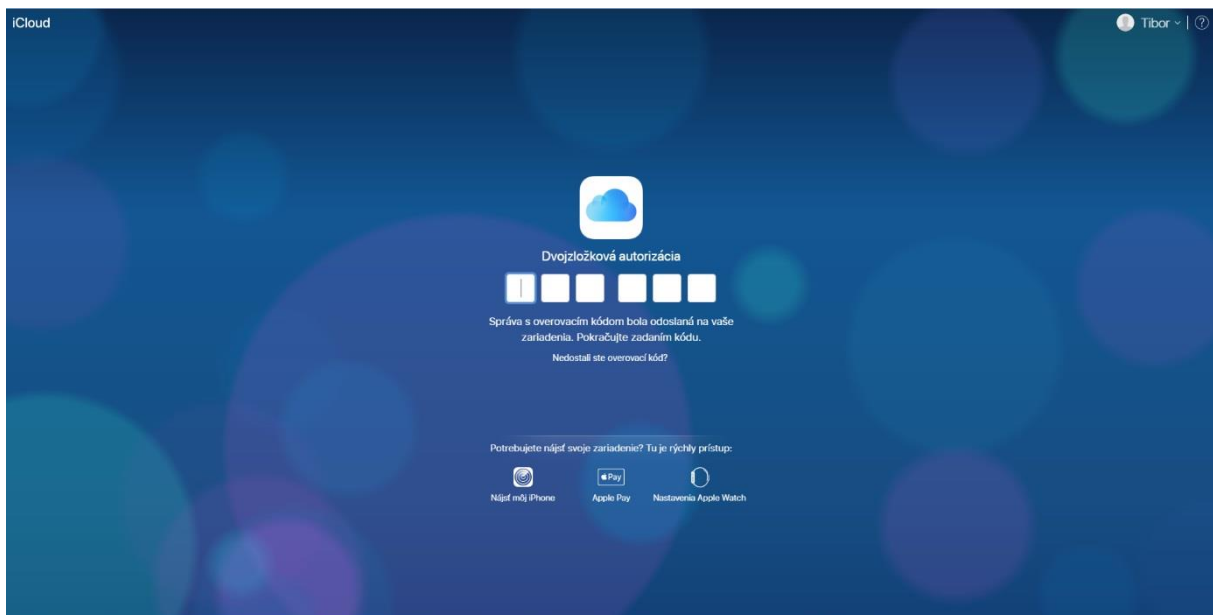 iCloud
Tibor
Dvojzložková autorizácia
Správa s overovacím kódom bola odoslaná na vaše
zariadenia. Pokračujte zadaním kódu.
Nedostali ste overovací kód?
Potrebujete nájsť svoje zariadenie? Tu je rýchly prístup:
Pay
Nájsť môj iPhone
Apple Pay
Nastavenia Apple Watch